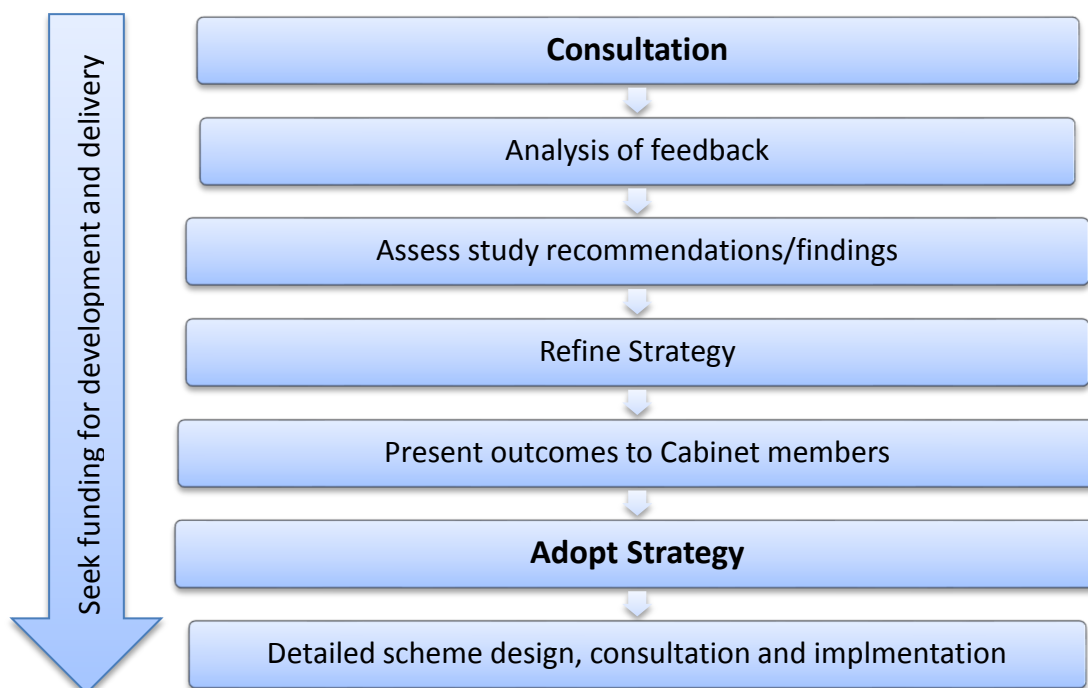 Seek funding for development and delivery
Consultation
Analysis of feedback
Assess study recommendations/findings
Refine Strategy
Present outcomes to Cabinet members
Adopt Strategy
Detailed scheme design, consultation and implmentation